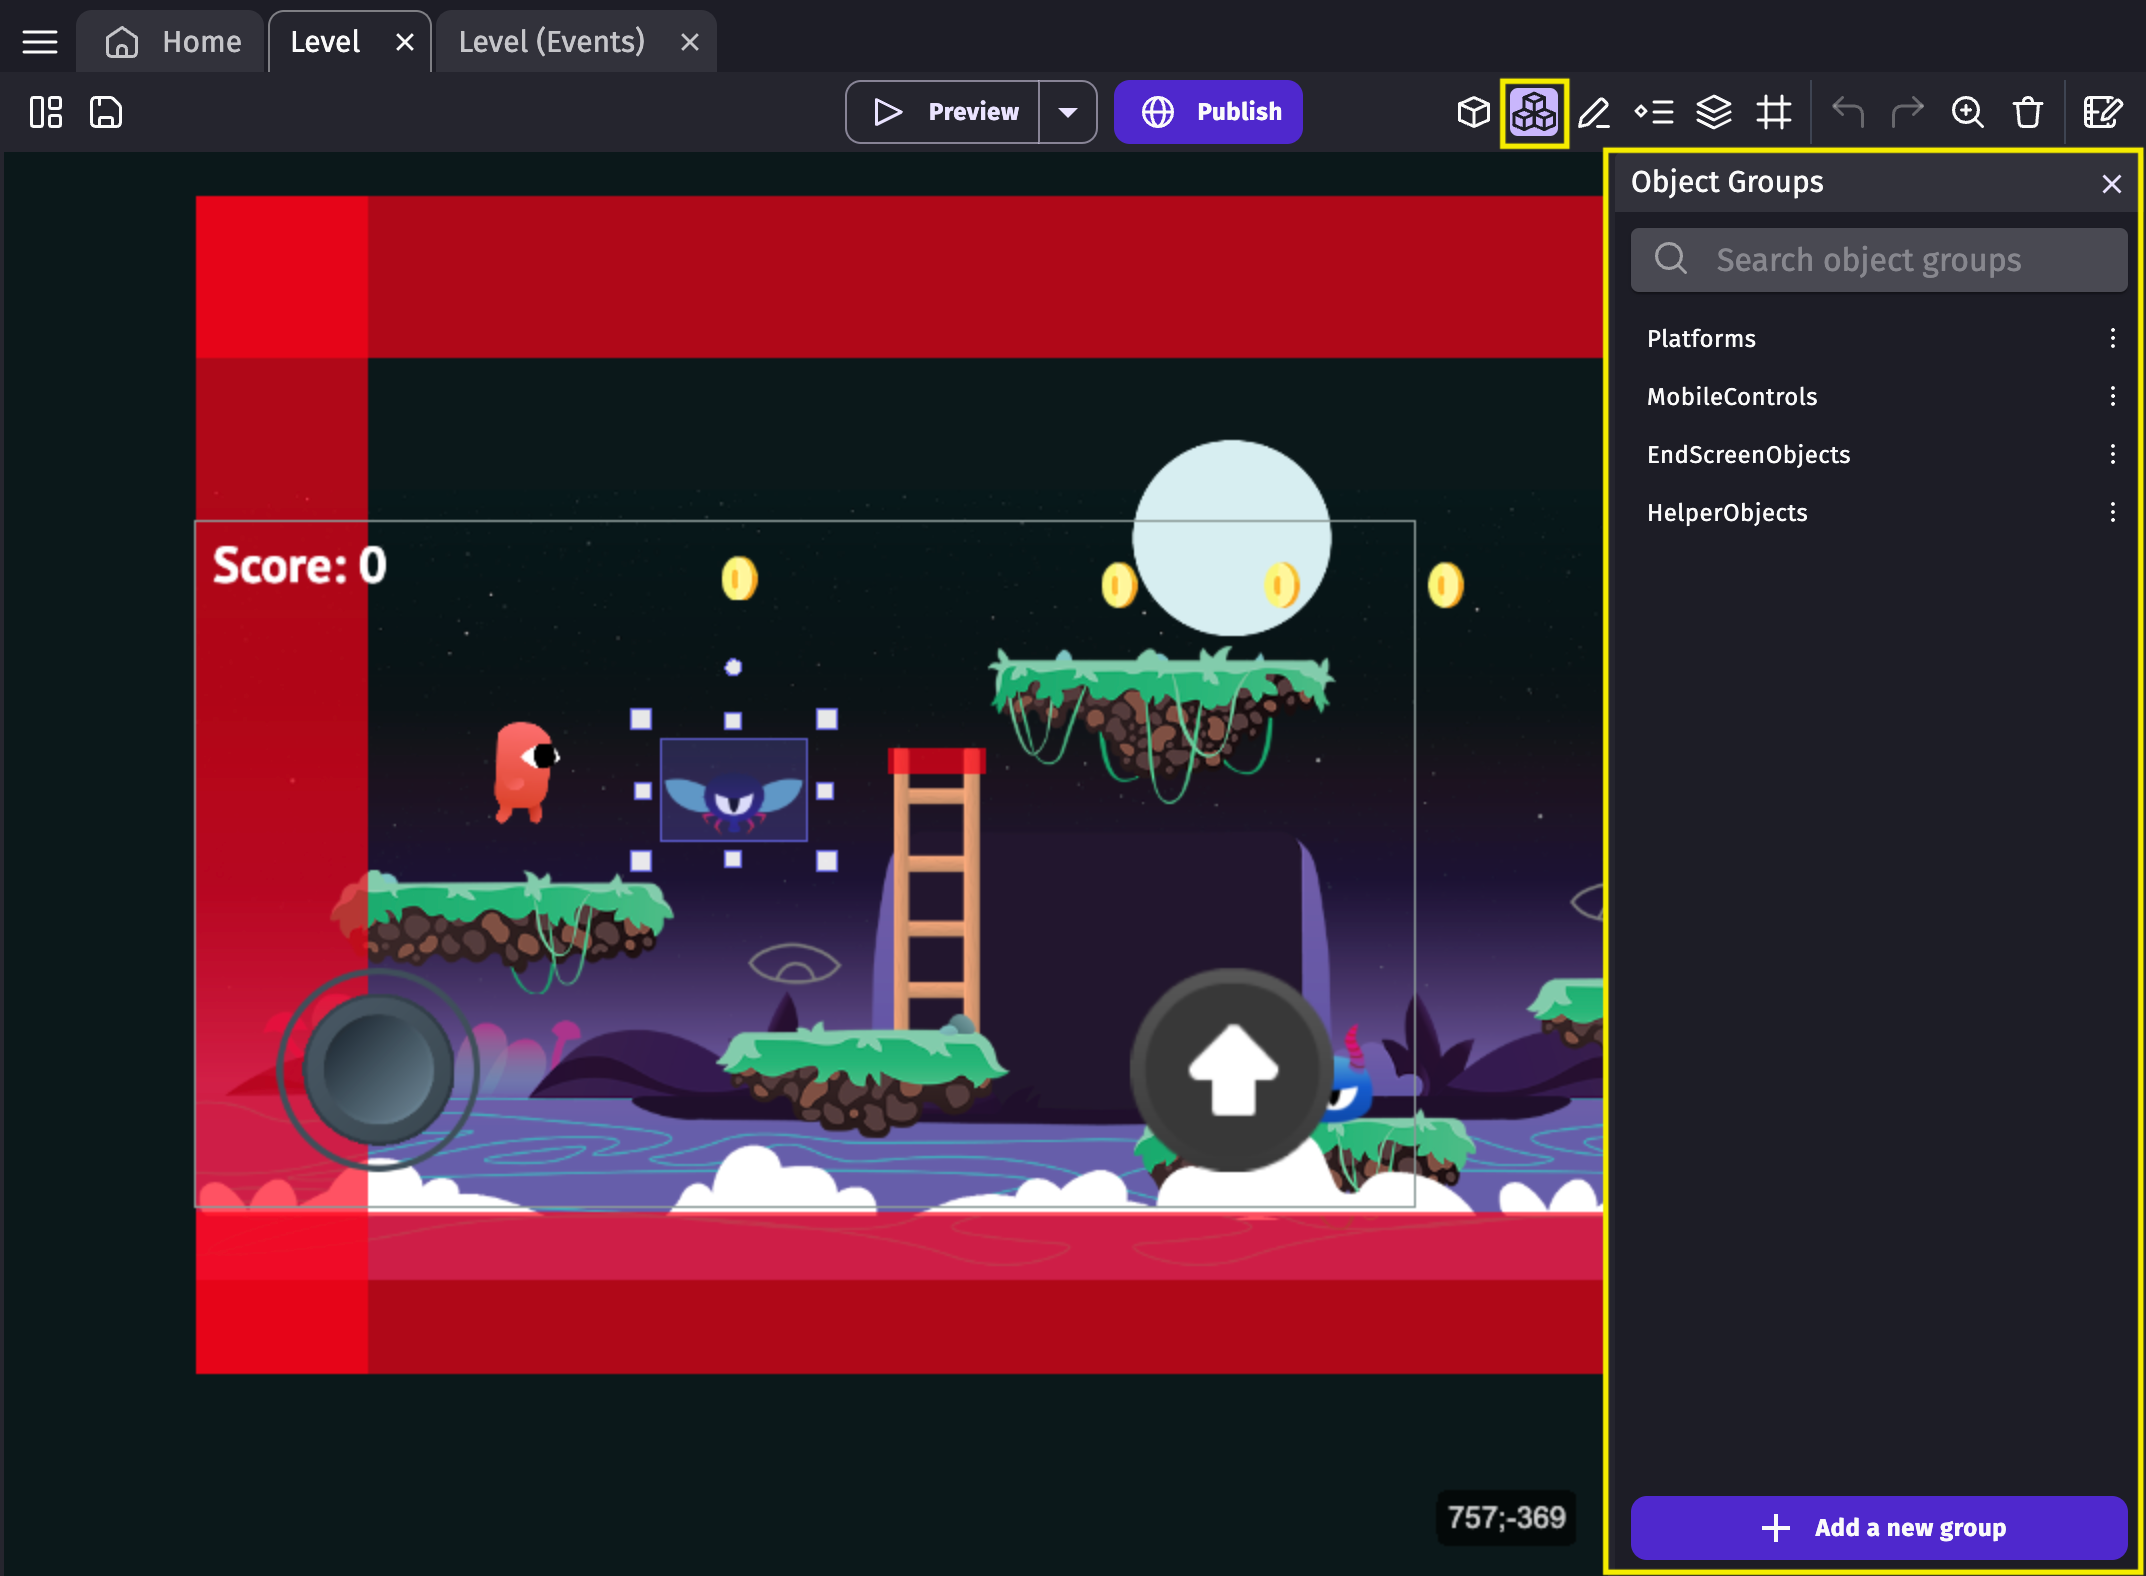 Home
Level
Level (Events)
Preview
Publish
Object Groups
Search object groups
Platforms
MobileControls
EndScreenObjects
HelperObjects
Score: 0
757;-369
Add a new group